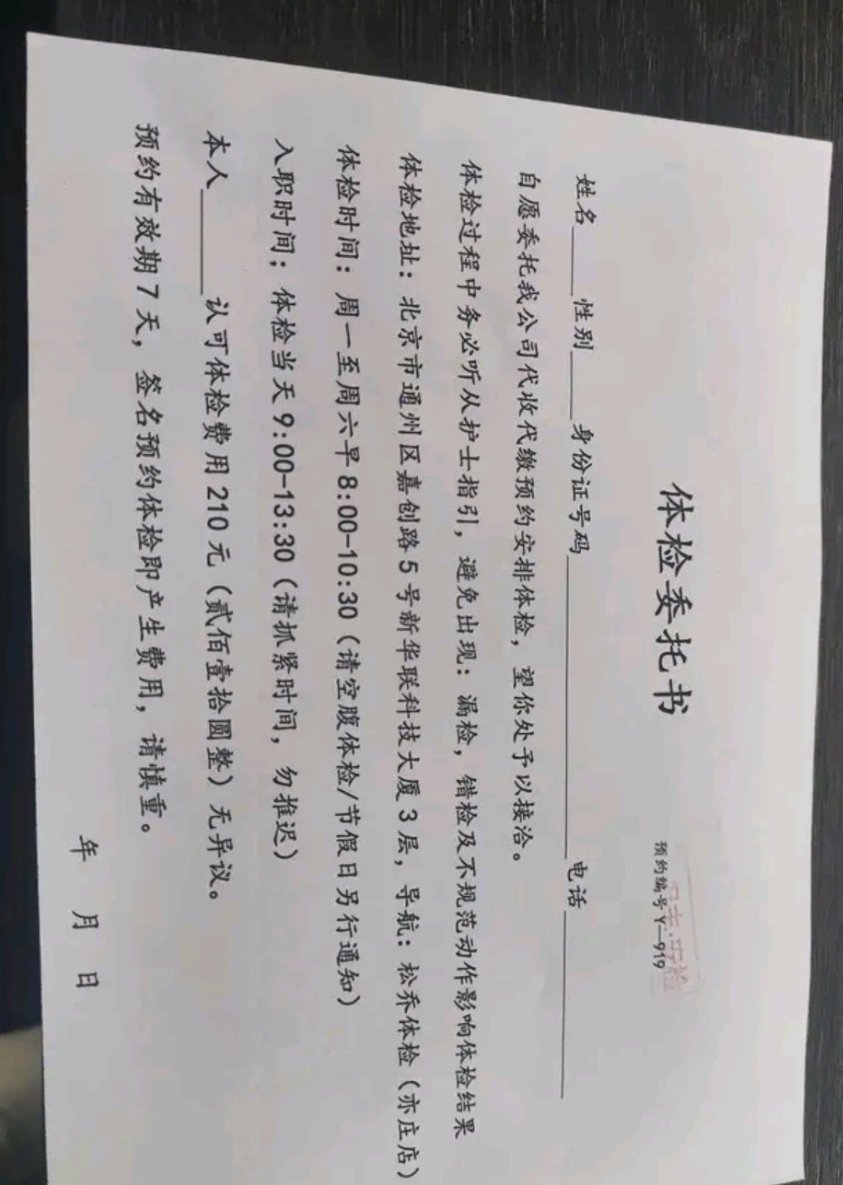 体检委托书
预约编号Y—919
姓名____性别____身份证号码____________________电话____________
自愿委托我公司代收代缴预约安排体检，望你处予以接洽。
体检过程中务必听从护士指引，避免出现：漏检，错检及不规范动作影响体检结果
体检地址：北京市通州区嘉创路5号新华联科技大厦3层，导航：松乔体检（亦庄店）
体检时间：周一至周六早8:00-10:30（请空腹体检/节假日另行通知）
入职时间；体检当天9:00-13:30（请抓紧时间，勿推迟）
本人______认可体检费用210元（贰佰壹拾圆整）无异议。
预约有效期7天，签名预约体检即产生费用，请慎重。
年 月 日